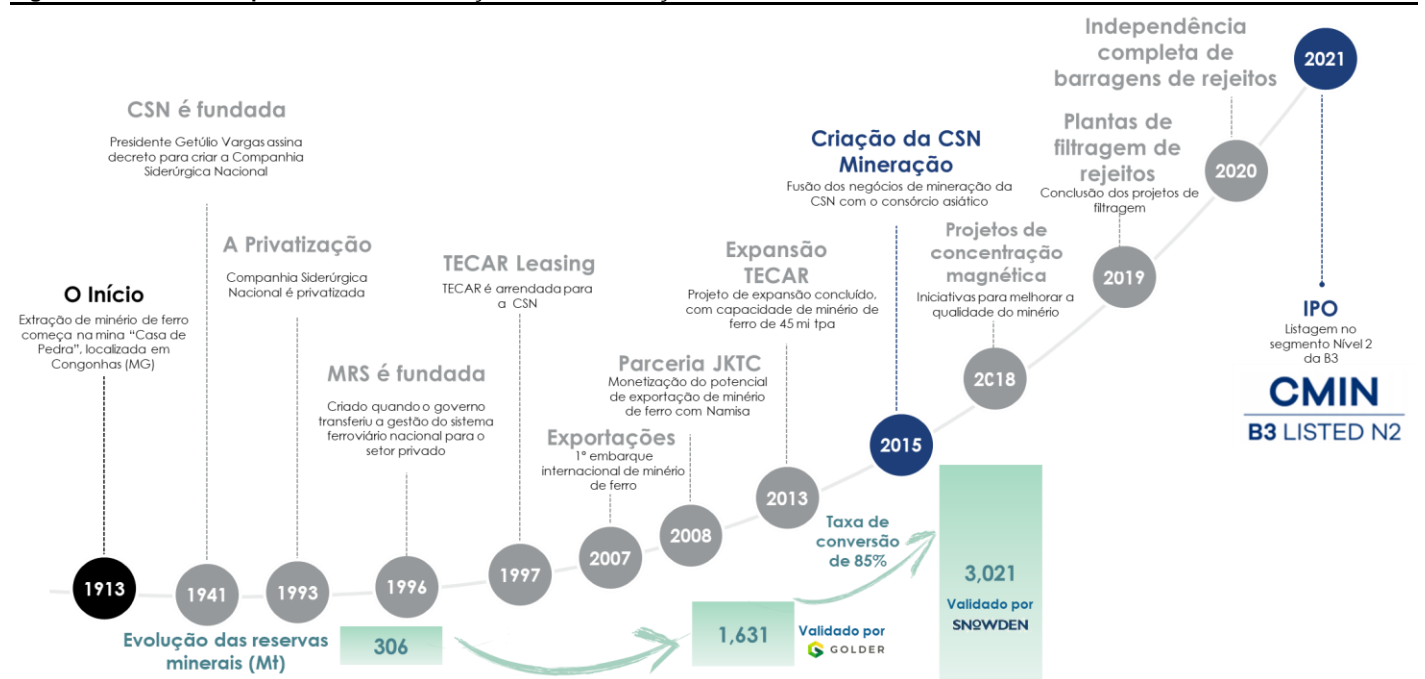 O Início
Extração de minério de ferro
começa na mina "Casa de
Pedra", localizada em
Congonhas (MG)
1913
CSN é fundada
Presidente Getúlio Vargas assina
decreto para criar a Companhia
Siderúrgica Nacional
1941
A Privatização
Companhia Siderúrgica
Nacional é privatizada
1993
MRS é fundada
Criado quando o governo
transferiu a gestão do sistema
ferroviário nacional para o
setor privado
1996
TECAR Leasing
TECAR é arrendada para
a CSN
1997
Exportações
1º embarque
internacional de minério
de ferro
2007
Parceria JKTC
Monetização do potencial
de exportação de minério
de ferro com Namisa
2008
Expansão
TECAR
Projeto de expansão concluído,
com capacidade de minério de
ferro de 45 mi tpa
2013
Criação da CSN
Mineração
Fusão dos negócios de mineração da
CSN com o consórcio asiático
2015
Projetos de
concentração
magnética
Iniciativas para melhorar a
qualidade do minério
2018
Plantas de
filtragem de
rejeitos
Conclusão dos projetos de
filtragem
2019
Independência
completa de
barragens de rejeitos
2020
2021
IPO
Listagem no
segmento Nível 2
da B3
CMIN
B3 LISTED N2
Evolução das reservas
minerais (Mt)
306
1,631
Validado por
GOLDER
Taxa de
conversão
de 85%
3,021
Validado por
SNOWDEN